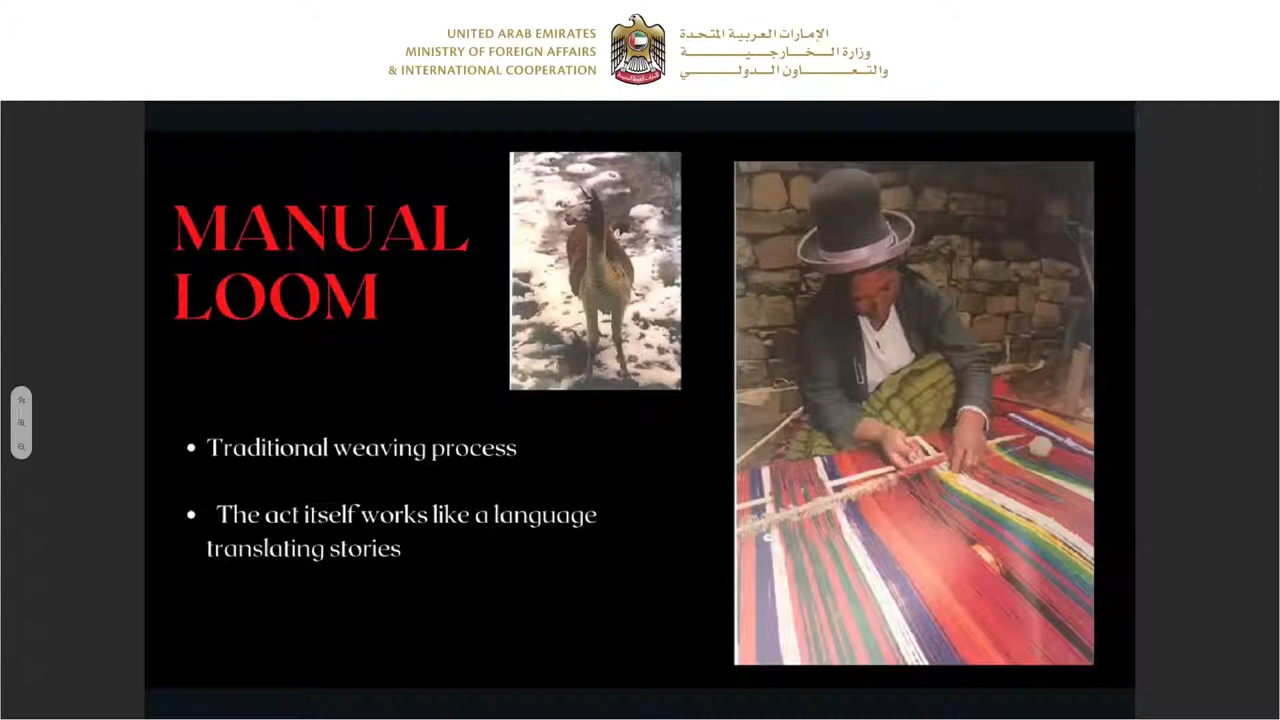 UNITED ARAB EMIRATES
MINISTRY OF FOREIGN AFFAIRS
& INTERNATIONAL COOPERATION
الإمارات العربية المتحدة
وزارة الخارجية
والتعاون الدولي
MANUAL
LOOM
• Traditional weaving process
• The act itself works like a language
translating stories